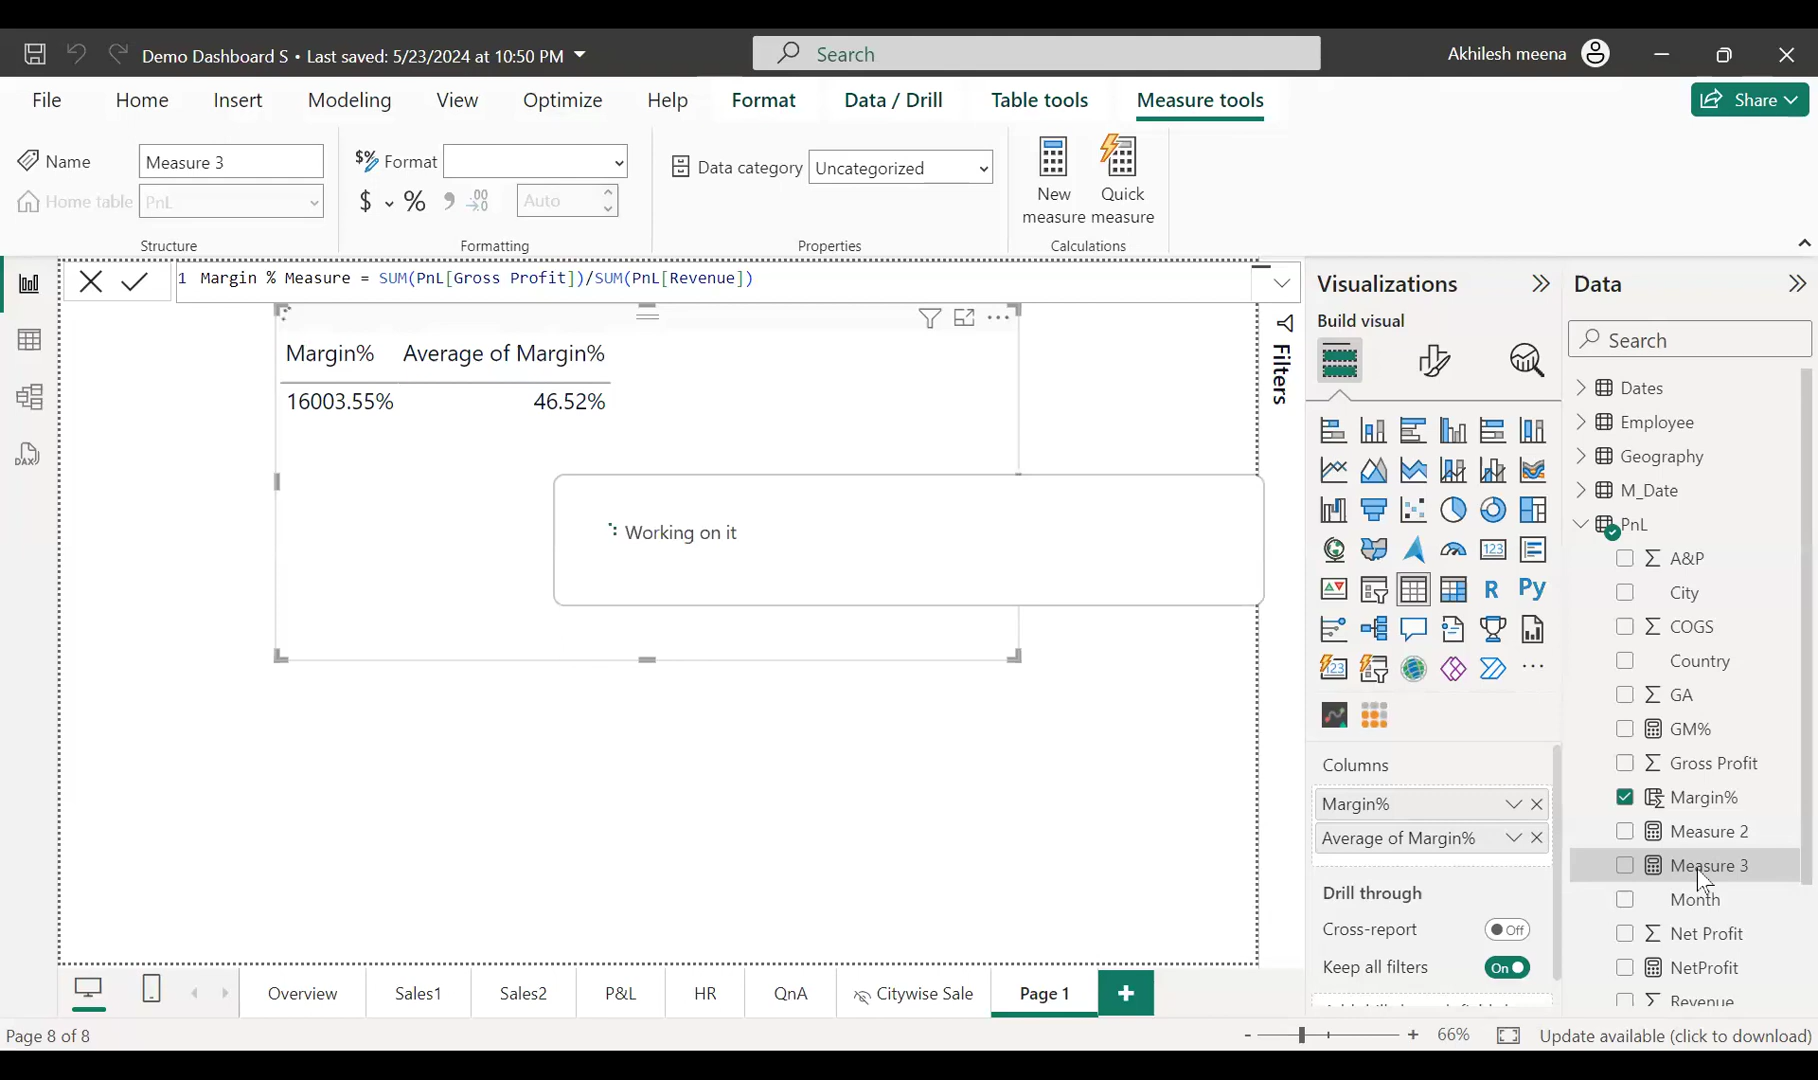 Demo Dashboard S • Last saved: 5/23/2024 at 10:50 PM
Search
Akhilesh meena
File
Home
Insert
Modeling
View
Optimize
Help
Format
Data / Drill
Table tools
Measure tools
Share
Name
Measure 3
Home table
PnL
Structure
$% Format
$ % , .00
Auto
Formatting
Data category
Uncategorized
Properties
New
measure
Quick
measure
Calculations
1 Margin % Measure = SUM(PnL[Gross Profit])/SUM(PnL[Revenue])
Margin% Average of Margin%
16003.55% 46.52%
Working on it
DAX
Filters
Visualizations
Build visual
123
R
Py
123
Columns
Margin%
Average of Margin%
Drill through
Cross-report
Off
Keep all filters
On
Data
Search
Dates
Employee
Geography
M_Date
PnL
A&P
City
COGS
Country
GA
GM%
Gross Profit
Margin%
Measure 2
Measure 3
Month
Net Profit
NetProfit
Revenue
Overview
Sales1
Sales2
P&L
HR
QnA
Citywise Sale
Page 1
Page 8 of 8
- + 66%
Update available (click to download)